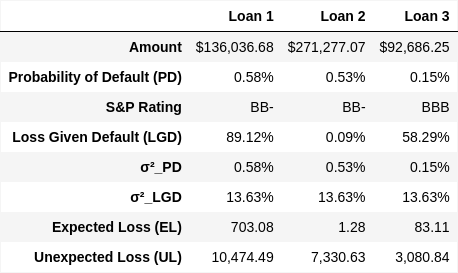 Loan 1 Loan 2 Loan 3
Amount $136,036.68 $271,277.07 $92,686.25
Probability of Default (PD) 0.58% 0.53% 0.15%
S&P Rating BB- BB- BBB
Loss Given Default (LGD) 89.12% 0.09% 58.29%
σ²_PD 0.58% 0.53% 0.15%
σ²_LGD 13.63% 13.63% 13.63%
Expected Loss (EL) 703.08 1.28 83.11
Unexpected Loss (UL) 10,474.49 7,330.63 3,080.84